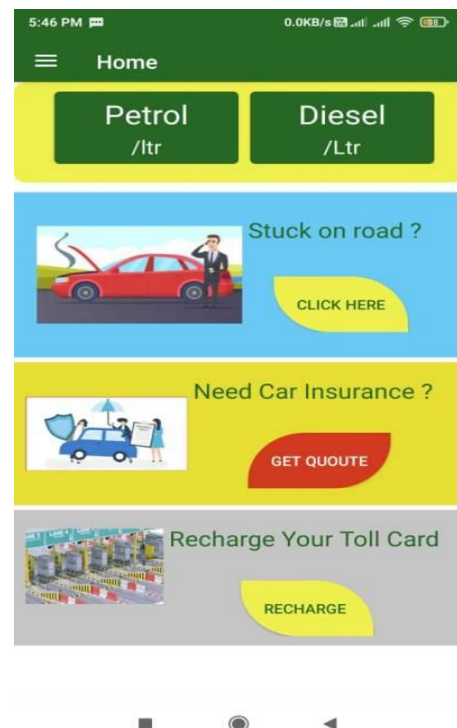 5:46 PM 0.0KB/s
Home
Petrol
/ltr
Diesel
/Ltr
Stuck on road ?
CLICK HERE
Need Car Insurance ?
GET QUOUTE
Recharge Your Toll Card
RECHARGE